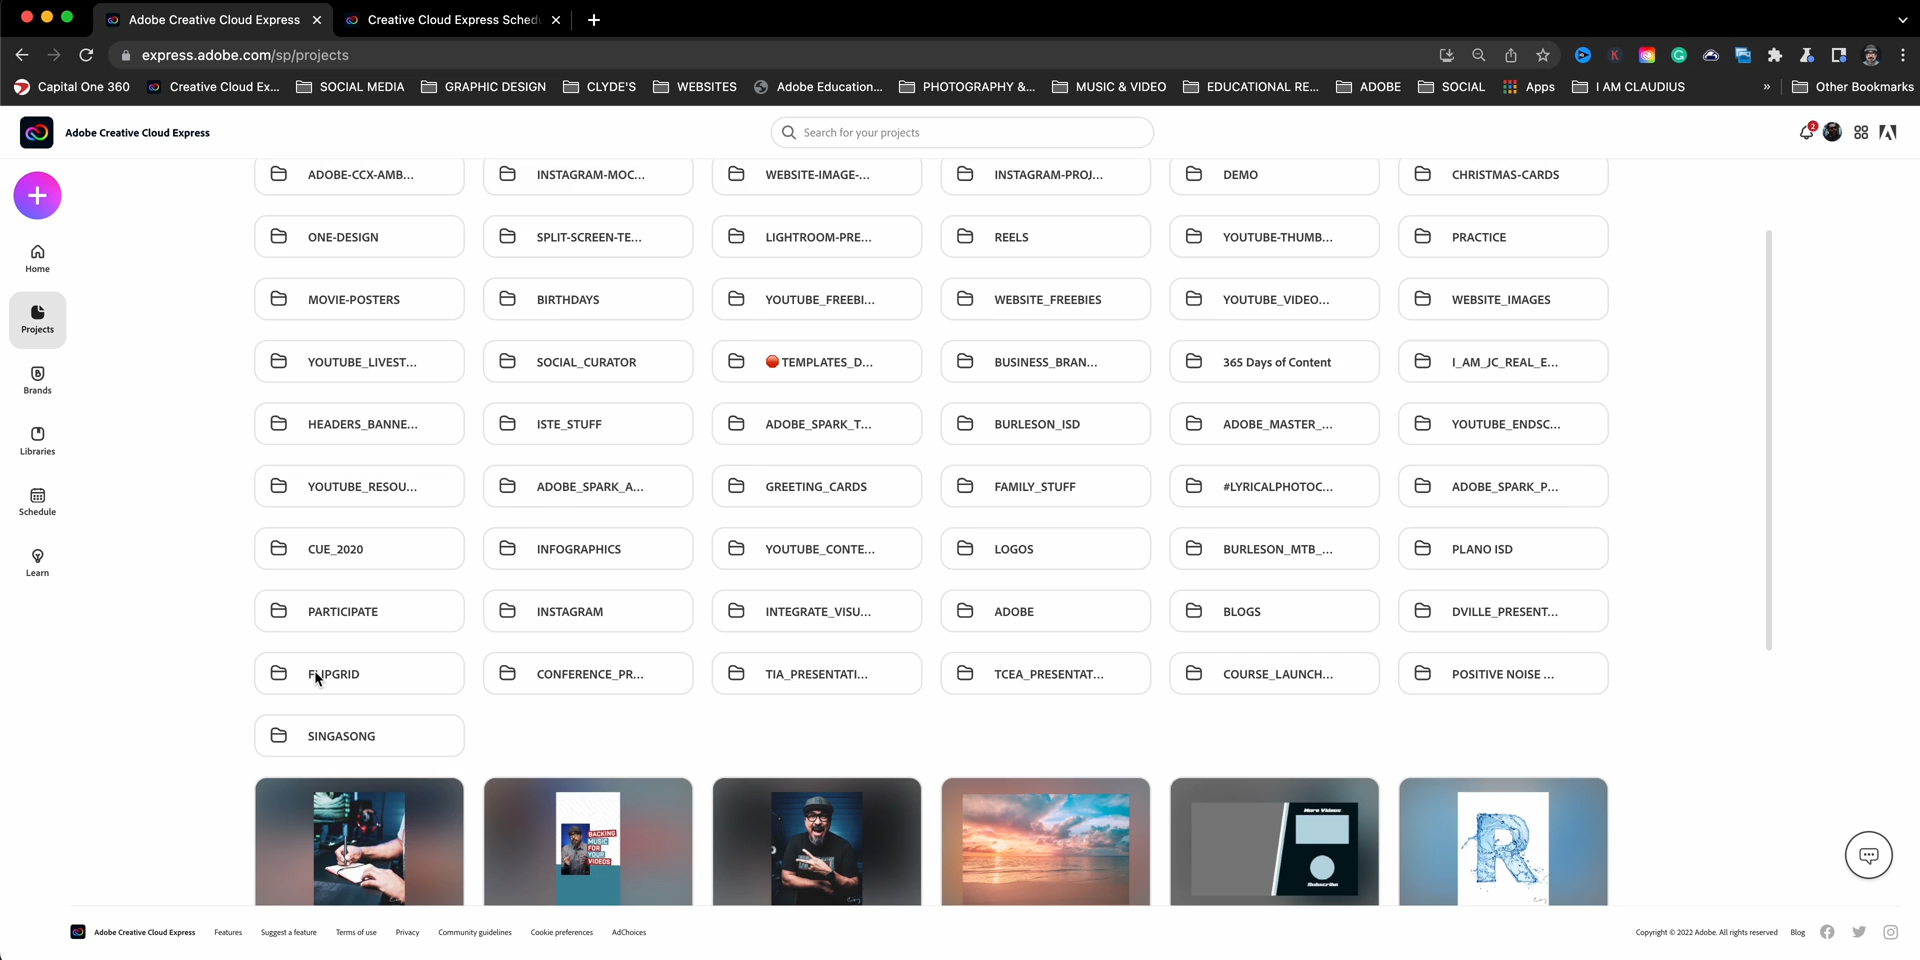 Adobe Creative Cloud Express
Creative Cloud Express Schedu
express.adobe.com/sp/projects
Capital One 360
Creative Cloud Ex...
SOCIAL MEDIA
GRAPHIC DESIGN
CLYDE'S
WEBSITES
Adobe Education...
PHOTOGRAPHY &...
MUSIC & VIDEO
EDUCATIONAL RE...
ADOBE
SOCIAL
Apps
I AM CLAUDIUS
»
Other Bookmarks
Adobe Creative Cloud Express
Search for your projects
2
ADOBE-CCX-AMB...
INSTAGRAM-MOC...
WEBSITE-IMAGE-...
INSTAGRAM-PROJ...
DEMO
CHRISTMAS-CARDS
ONE-DESIGN
SPLIT-SCREEN-TE...
LIGHTROOM-PRE...
REELS
YOUTUBE-THUMB...
PRACTICE
Home
MOVIE-POSTERS
BIRTHDAYS
YOUTUBE_FREEBI...
WEBSITE_FREEBIES
YOUTUBE_VIDEO...
WEBSITE_IMAGES
Projects
YOUTUBE_LIVEST...
SOCIAL_CURATOR
TEMPLATES_D...
BUSINESS_BRAN...
365 Days of Content
I_AM_JC_REAL_E...
Brands
HEADERS_BANNE...
ISTE_STUFF
ADOBE_SPARK_T...
BURLESON_ISD
ADOBE_MASTER_...
YOUTUBE_ENDSC...
Libraries
YOUTUBE_RESOU...
ADOBE_SPARK_A...
GREETING_CARDS
FAMILY_STUFF
#LYRICALPHOTOC...
ADOBE_SPARK_P...
Schedule
CUE_2020
INFOGRAPHICS
YOUTUBE_CONTE...
LOGOS
BURLESON_MTB_...
PLANO ISD
Learn
PARTICIPATE
INSTAGRAM
INTEGRATE_VISU...
ADOBE
BLOGS
DVILLE_PRESENT...
FLIPGRID
CONFERENCE_PR...
TIA_PRESENTATI...
TCEA_PRESENTAT...
COURSE_LAUNCH...
POSITIVE NOISE ...
SINGASONG
BACKING
MUSIC
FOR
YOUR
VIDEOS
More Videos
Subscribe
R
Adobe Creative Cloud Express
Features
Suggest a feature
Terms of use
Privacy
Community guidelines
Cookie preferences
AdChoices
Copyright © 2022 Adobe. All rights reserved
Blog